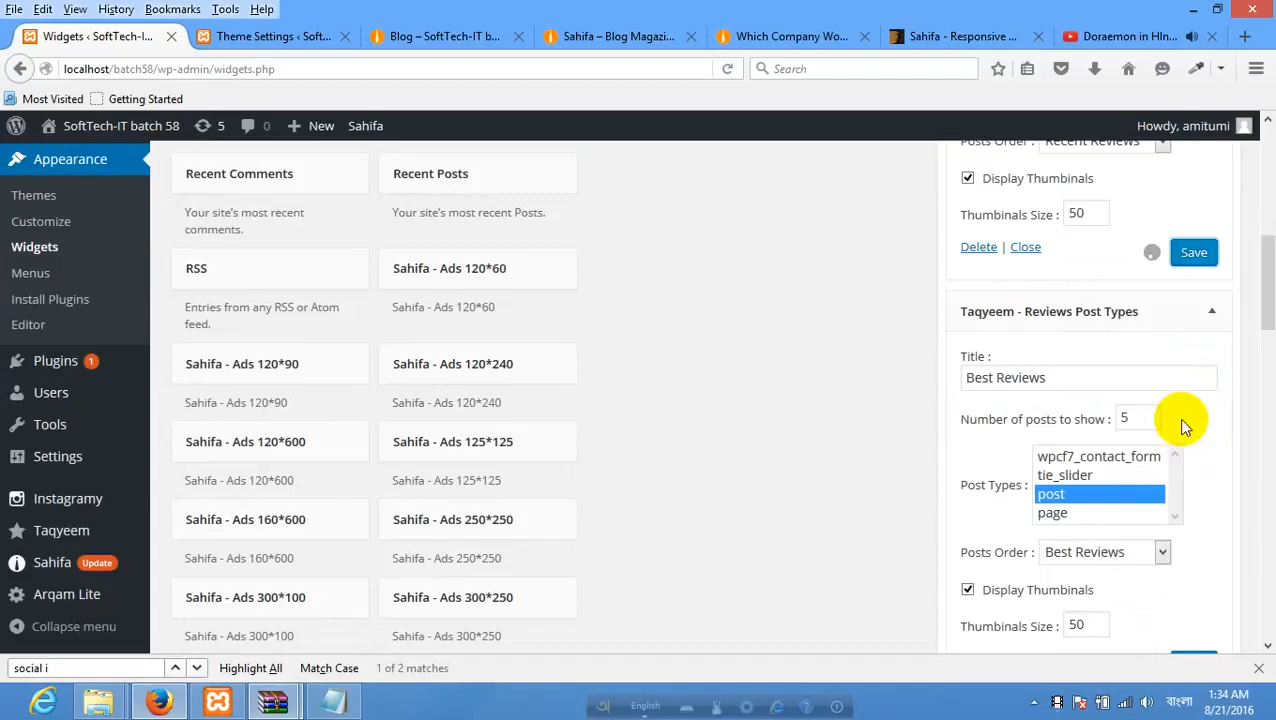 File Edit View History Bookmarks Tools Help
Widgets ‹ SoftTech-IT...
Theme Settings ‹ Soft...
Blog – SoftTech-IT b...
Sahifa – Blog Magazi...
Which Company Wo...
Sahifa - Responsive ...
Doraemon in HIn...
localhost/batch58/wp-admin/widgets.php
Search
Most Visited Getting Started
SoftTech-IT batch 58 5 0 New Sahifa Howdy, amitumi
Appearance
Themes
Customize
Widgets
Menus
Install Plugins
Editor
Plugins 1
Users
Tools
Settings
Instagramy
Taqyeem
Sahifa Update
Arqam Lite
Collapse menu
Recent Comments
Your site's most recent
comments.
Recent Posts
Your site's most recent Posts.
RSS
Entries from any RSS or Atom
feed.
Sahifa - Ads 120*60
Sahifa - Ads 120*60
Sahifa - Ads 120*90
Sahifa - Ads 120*90
Sahifa - Ads 120*240
Sahifa - Ads 120*240
Sahifa - Ads 120*600
Sahifa - Ads 120*600
Sahifa - Ads 125*125
Sahifa - Ads 125*125
Sahifa - Ads 160*600
Sahifa - Ads 160*600
Sahifa - Ads 250*250
Sahifa - Ads 250*250
Sahifa - Ads 300*100
Sahifa - Ads 300*100
Sahifa - Ads 300*250
Sahifa - Ads 300*250
Posts Order : Recent Reviews
Display Thumbnails
Thumbnails Size : 50
Delete | Close Save
Taqyeem - Reviews Post Types
Title :
Best Reviews
Number of posts to show : 5
Post Types :
wpcf7_contact_form
tie_slider
post
page
Posts Order : Best Reviews
Display Thumbnails
Thumbnails Size : 50
social i Highlight All Match Case 1 of 2 matches
English
বাংলা
1:34 AM
8/21/2016